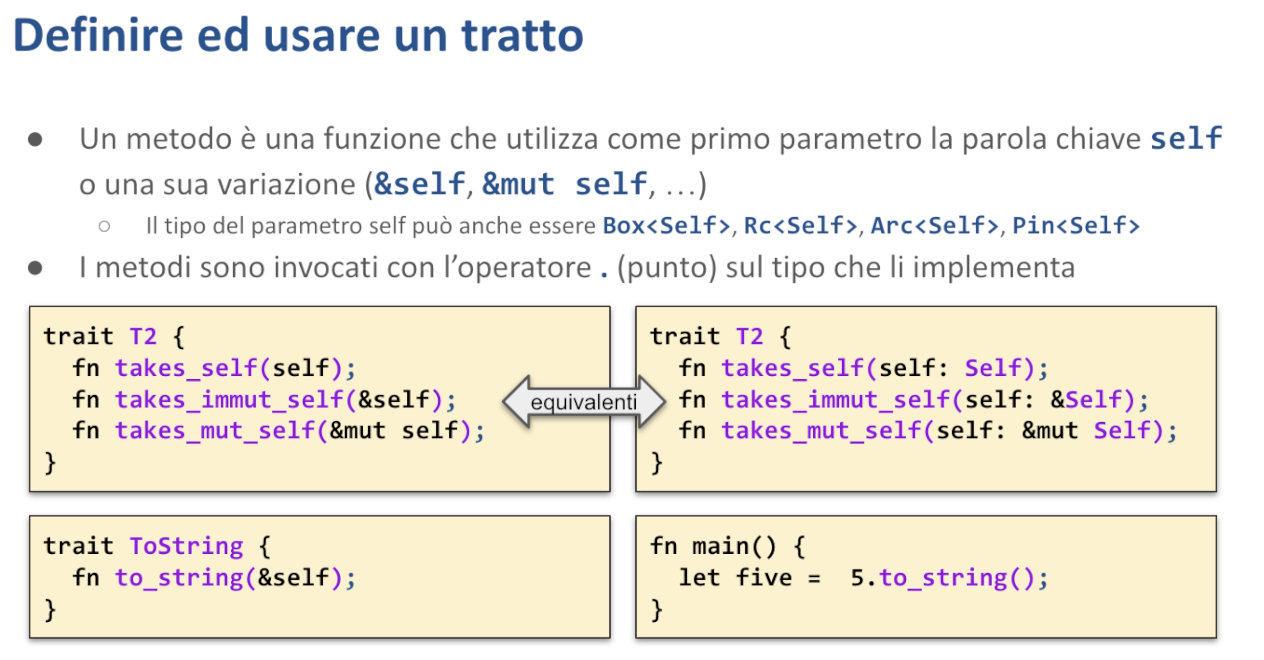 Definire ed usare un tratto
● Un metodo è una funzione che utilizza come primo parametro la parola chiave self
o una sua variazione (&self, &mut self, ...)
○ Il tipo del parametro self può anche essere Box<Self>, Rc<Self>, Arc<Self>, Pin<Self>
● I metodi sono invocati con l’operatore . (punto) sul tipo che li implementa
trait T2 {
  fn takes_self(self);
  fn takes_immut_self(&self);
  fn takes_mut_self(&mut self);
}
equivalenti
trait T2 {
  fn takes_self(self: Self);
  fn takes_immut_self(self: &Self);
  fn takes_mut_self(self: &mut Self);
}
trait ToString {
  fn to_string(&self);
}
fn main() {
  let five =  5.to_string();
}